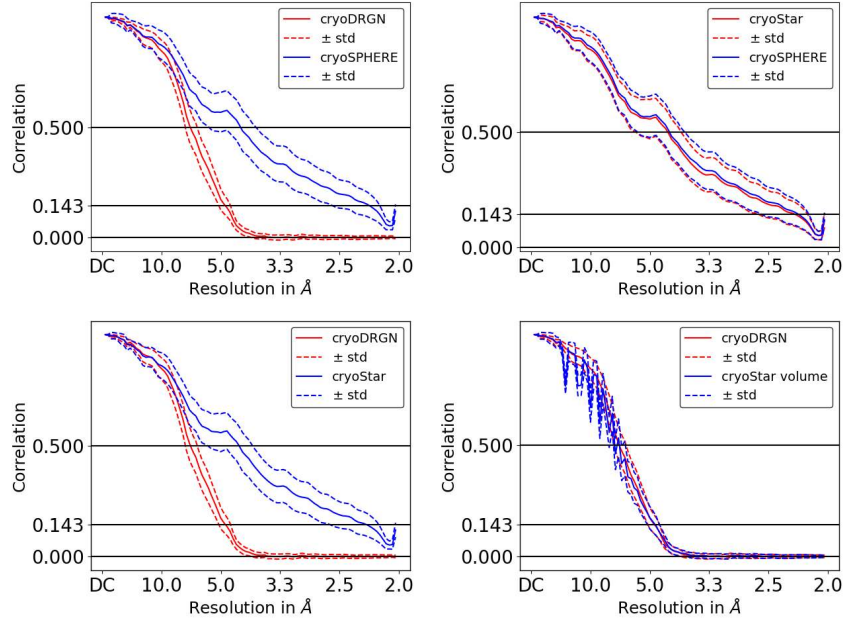 cryoDRGN
± std
cryoSPHERE
± std
Correlation
0.500
0.143
0.000
DC 10.0 5.0 3.3 2.5 2.0
Resolution in Å
cryoStar
± std
cryoSPHERE
± std
Correlation
0.500
0.143
0.000
DC 10.0 5.0 3.3 2.5 2.0
Resolution in Å
cryoDRGN
± std
cryoStar
± std
Correlation
0.500
0.143
0.000
DC 10.0 5.0 3.3 2.5 2.0
Resolution in Å
cryoDRGN
± std
cryoStar volume
± std
Correlation
0.500
0.143
0.000
DC 10.0 5.0 3.3 2.5 2.0
Resolution in Å